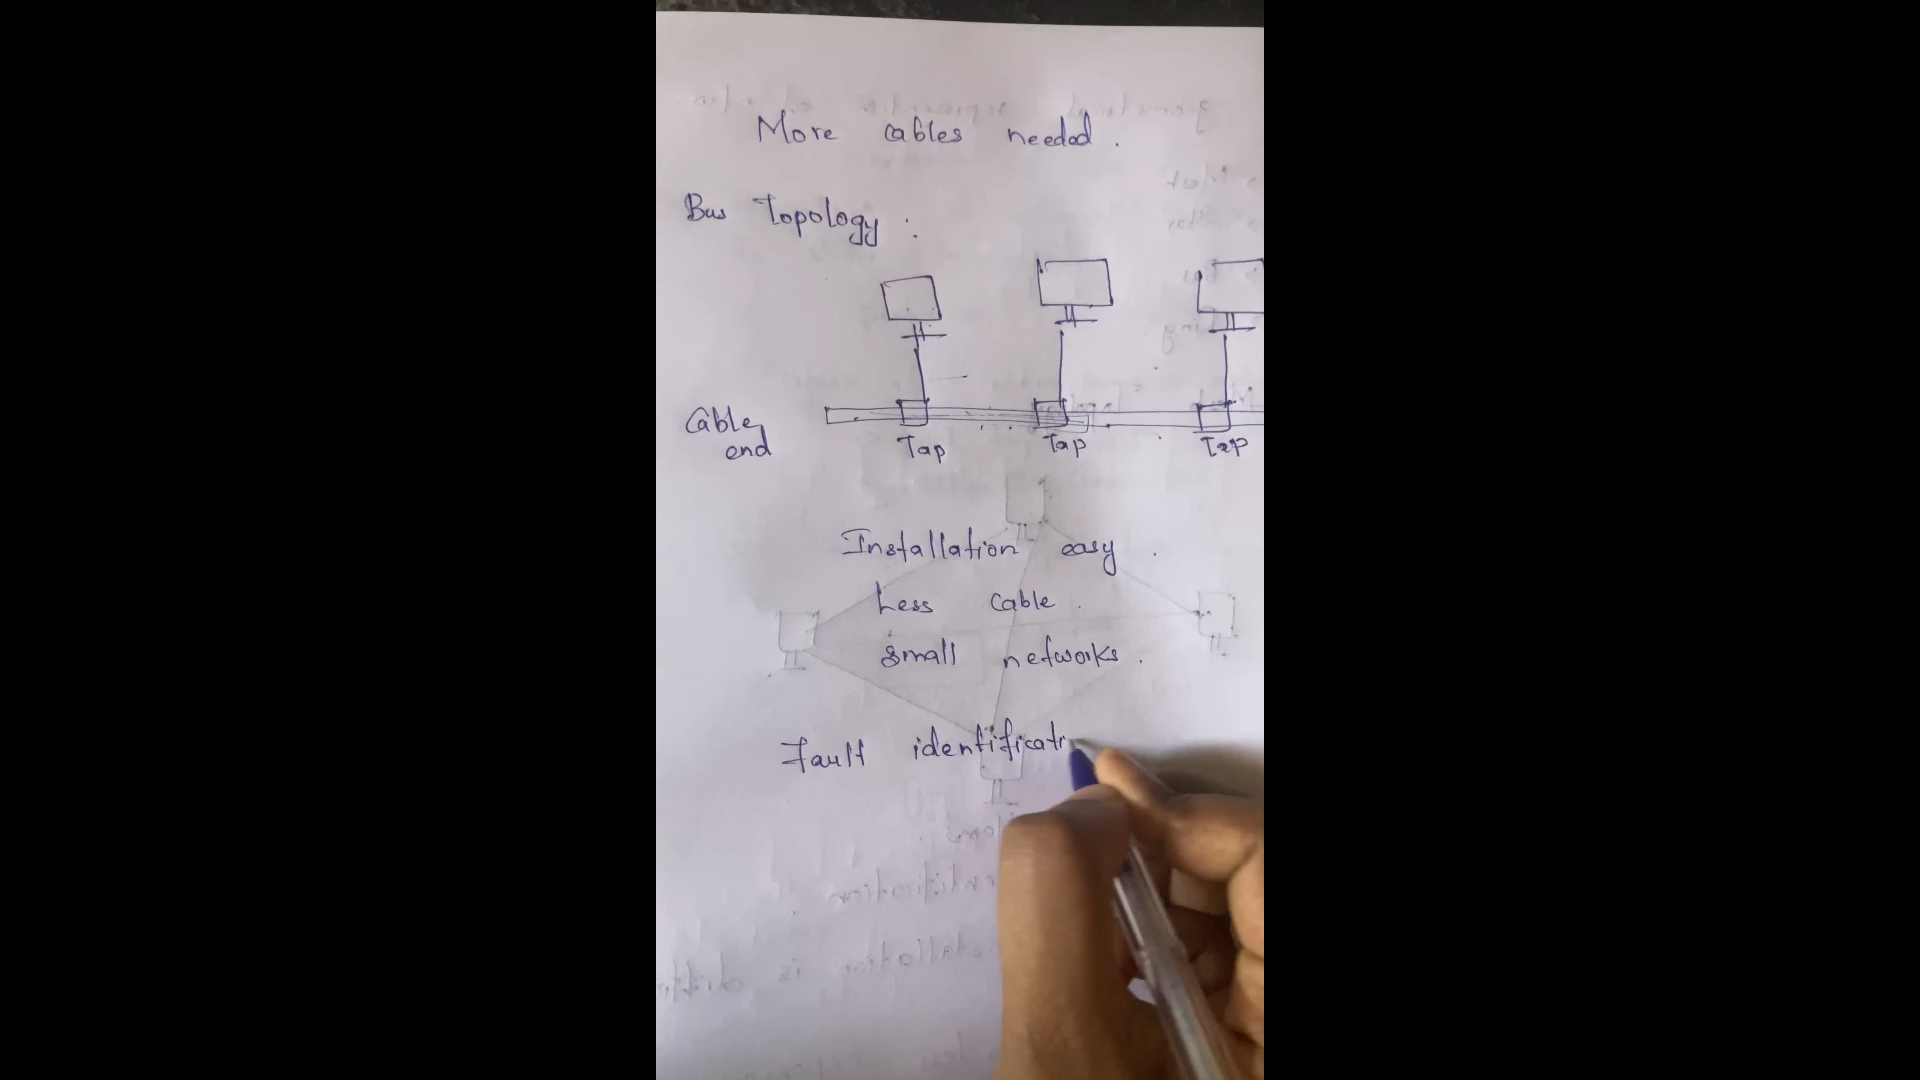 More cables needed.
Bus Topology:
Cable end
Tap Tap Tap
Installation easy.
Less cable.
small networks.
Fault identificati